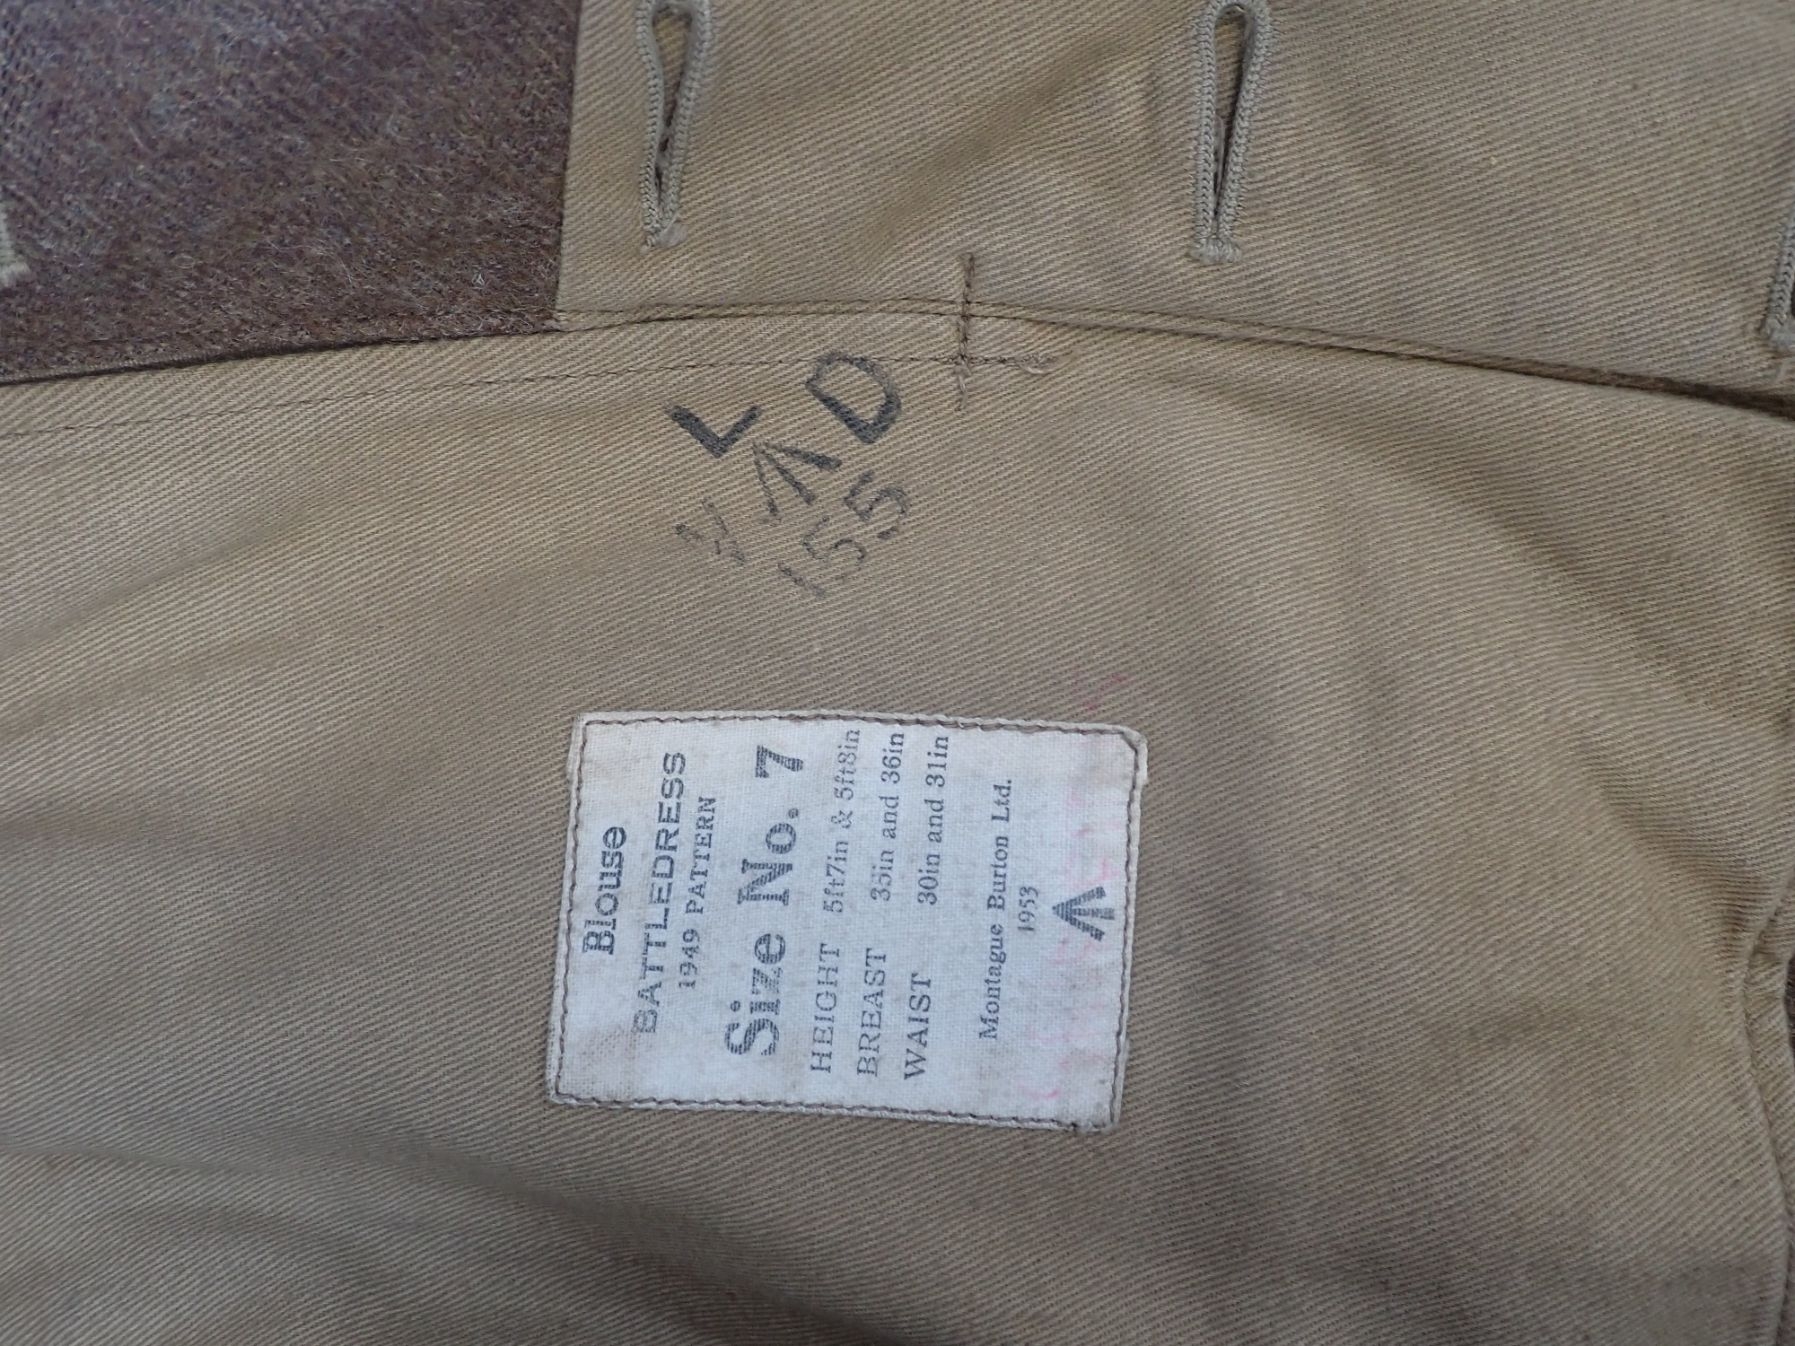 L D
155
Blouse
BATTLEDRESS
1949 PATTERN
Size No. 7
HEIGHT 5ft7in & 5ft8in
BREAST 35in and 36in
WAIST 30in and 31in
Montague Burton Ltd.
1953